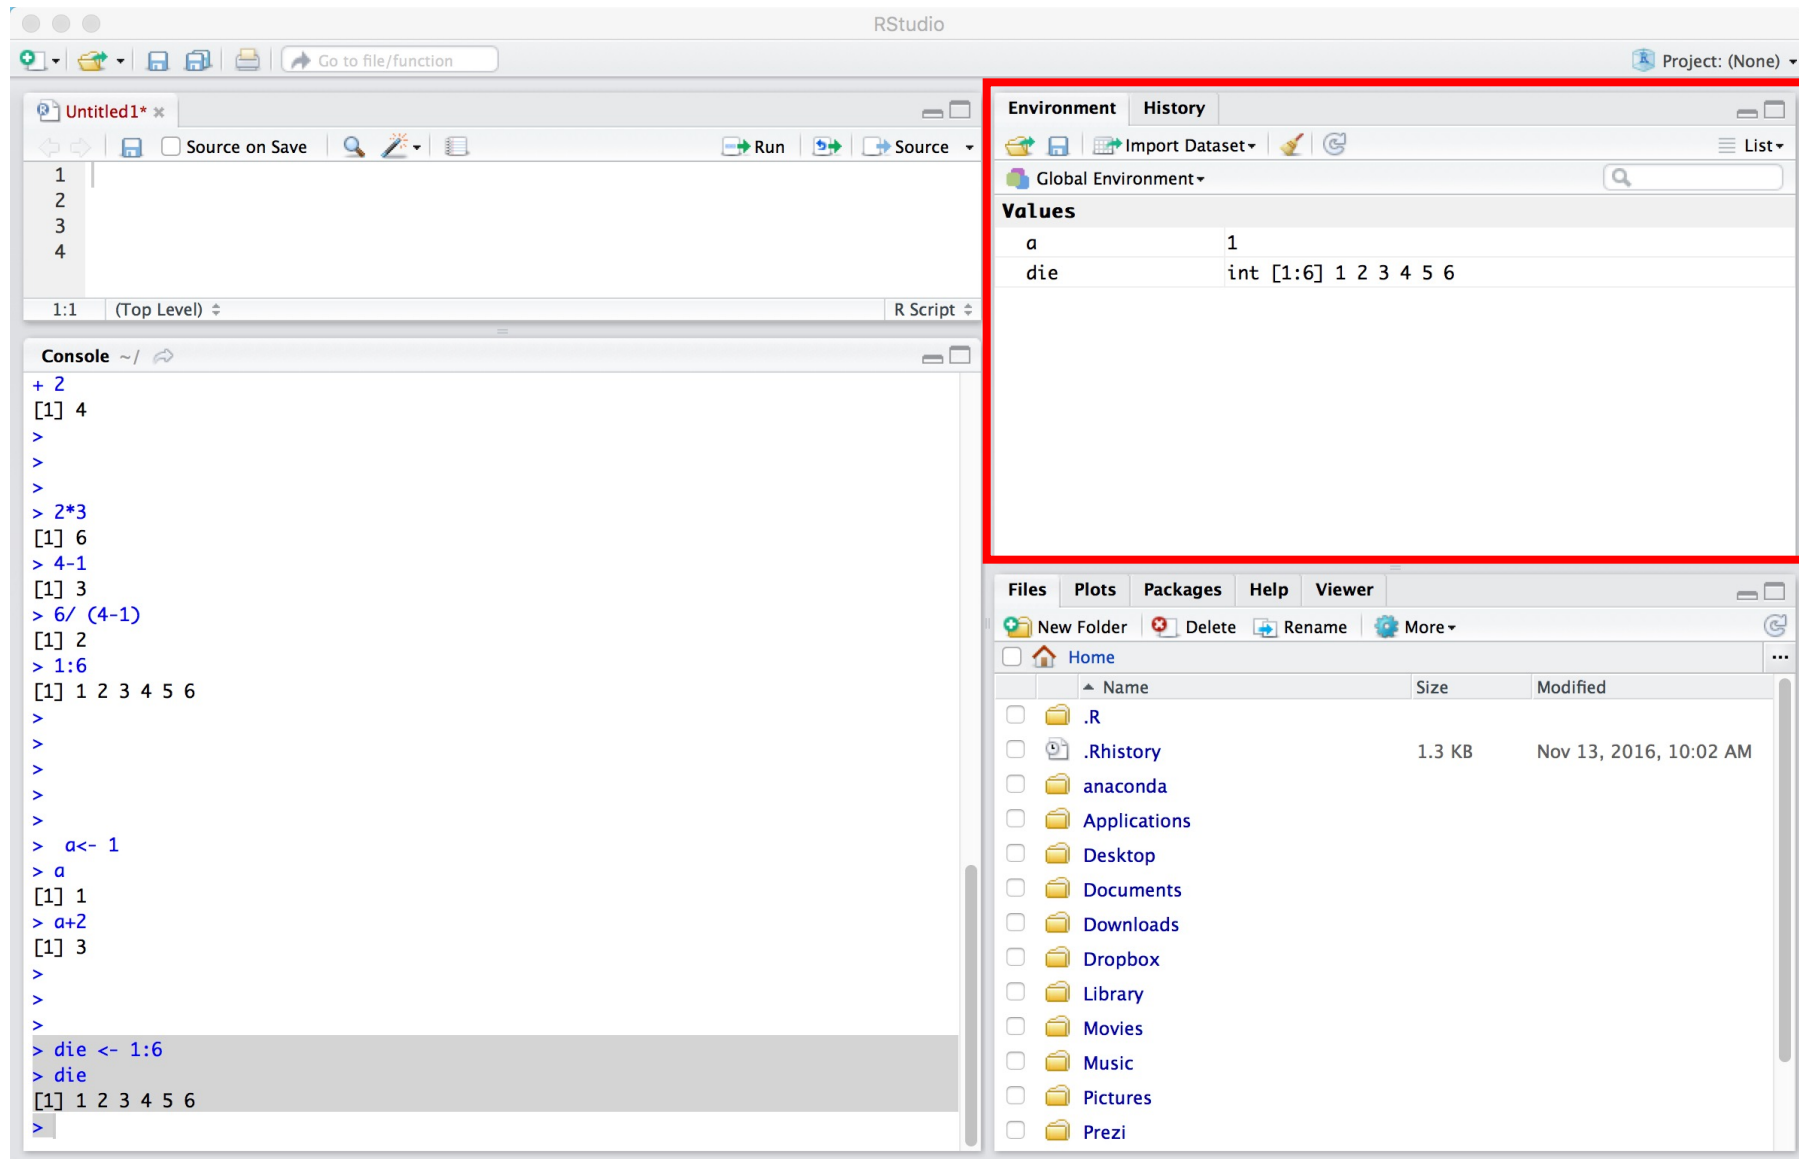 RStudio
Go to file/function
Project: (None)
Untitled1*
Source on Save
Run
Source
1
2
3
4
1:1 (Top Level)
R Script
Console ~/
+ 2
[1] 4
>
>
>
> 2*3
[1] 6
> 4-1
[1] 3
> 6/ (4-1)
[1] 2
> 1:6
[1] 1 2 3 4 5 6
>
>
>
>
>
>  a<- 1
> a
[1] 1
> a+2
[1] 3
>
>
>
> die <- 1:6
> die
[1] 1 2 3 4 5 6
>
Environment History
Import Dataset
List
Global Environment
Values
a 1
die int [1:6] 1 2 3 4 5 6
Files Plots Packages Help Viewer
New Folder Delete Rename More
Home
Name Size Modified
.R
.Rhistory 1.3 KB Nov 13, 2016, 10:02 AM
anaconda
Applications
Desktop
Documents
Downloads
Dropbox
Library
Movies
Music
Pictures
Prezi